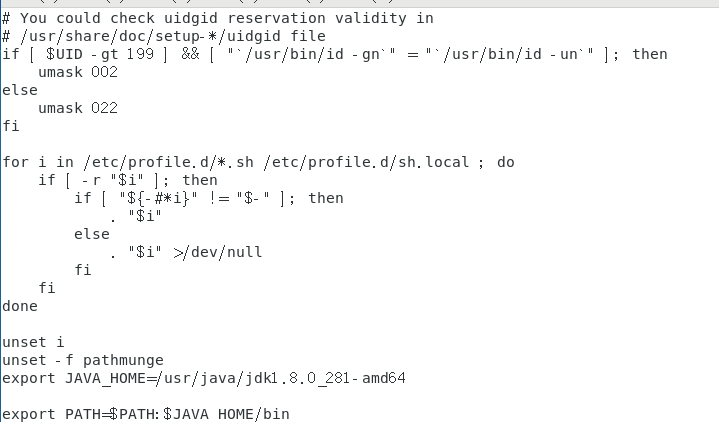 # You could check uidgid reservation validity in
# /usr/share/doc/setup-*/uidgid file
if [ $UID -gt 199 ] && [ "`/usr/bin/id -gn`" = "`/usr/bin/id -un`" ]; then
    umask 002
else
    umask 022
fi

for i in /etc/profile.d/*.sh /etc/profile.d/sh.local ; do
    if [ -r "$i" ]; then
        if [ "${-#*i}" != "$-" ]; then
            . "$i"
        else
            . "$i" >/dev/null
        fi
    fi
done

unset i
unset -f pathmunge
export JAVA_HOME=/usr/java/jdk1.8.0_281-amd64

export PATH=$PATH:$JAVA_HOME/bin